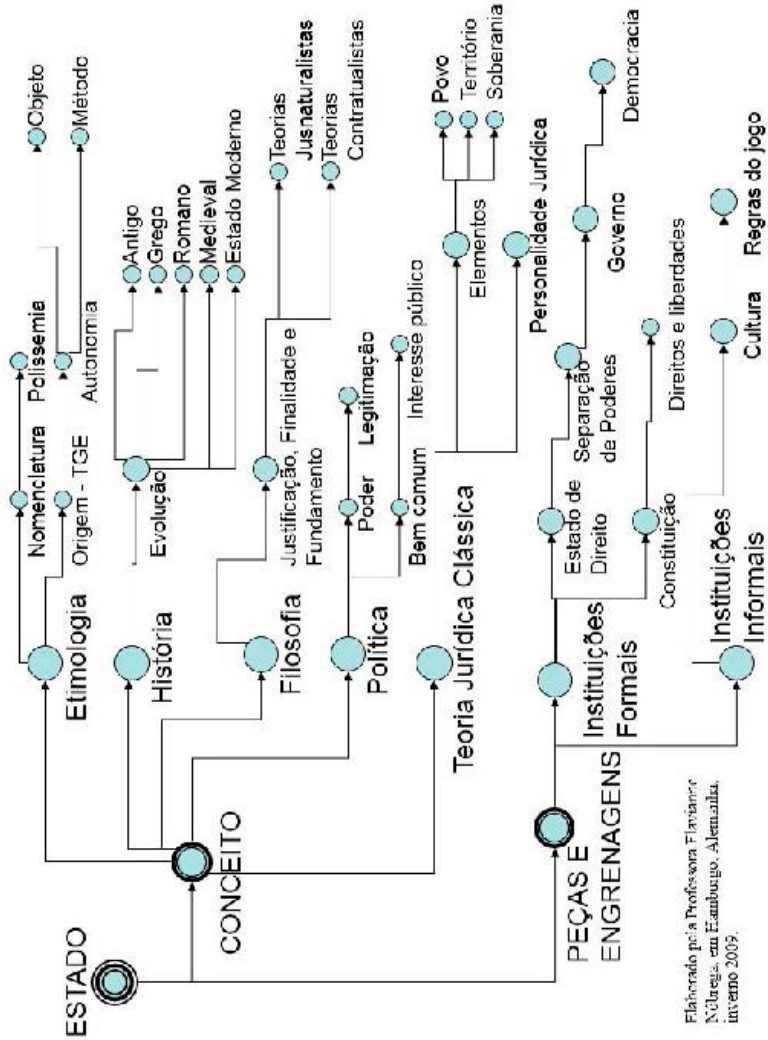 ESTADO
CONCEITO
Etimologia
Nomenclatura
Polissemia
Origem - TGE
Autonomia
Objeto
Método
História
Evolução
Antigo
Grego
Romano
Medieval
Estado Moderno
Filosofia
Justificação, Finalidade e
Fundamento
Teorias
Jusnaturalistas
Teorias
Contratualistas
Política
Poder
Legitimação
Bem comum
Interesse público
Teoria Jurídica Clássica
Elementos
Povo
Território
Soberania
Personalidade Jurídica
PEÇAS E
ENGRENAGENS
Instituições
Formais
Estado de
Direito
Separação
de Poderes
Governo
Democracia
Constituição
Direitos e liberdades
Instituições
Informais
Cultura
Regras do jogo
Elaborado pela Professora Flavianne
Nóbrega, em Hamburgo, Alemanha,
inverno 2009.